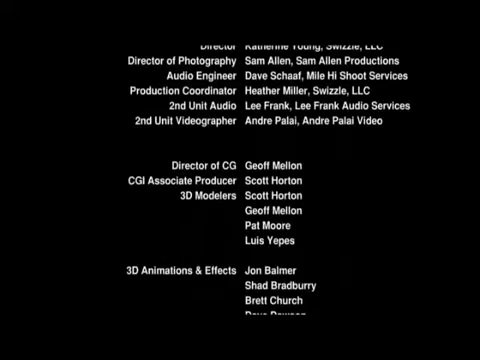 Director Katherine Young, Swizzle, LLC
Director of Photography Sam Allen, Sam Allen Productions
Audio Engineer Dave Schaaf, Mile Hi Shoot Services
Production Coordinator Heather Miller, Swizzle, LLC
2nd Unit Audio Lee Frank, Lee Frank Audio Services
2nd Unit Videographer Andre Palai, Andre Palai Video
Director of CG Geoff Mellon
CGI Associate Producer Scott Horton
3D Modelers Scott Horton
Geoff Mellon
Pat Moore
Luis Yepes
3D Animations & Effects Jon Balmer
Shad Bradburry
Brett Church
Dave Dawson